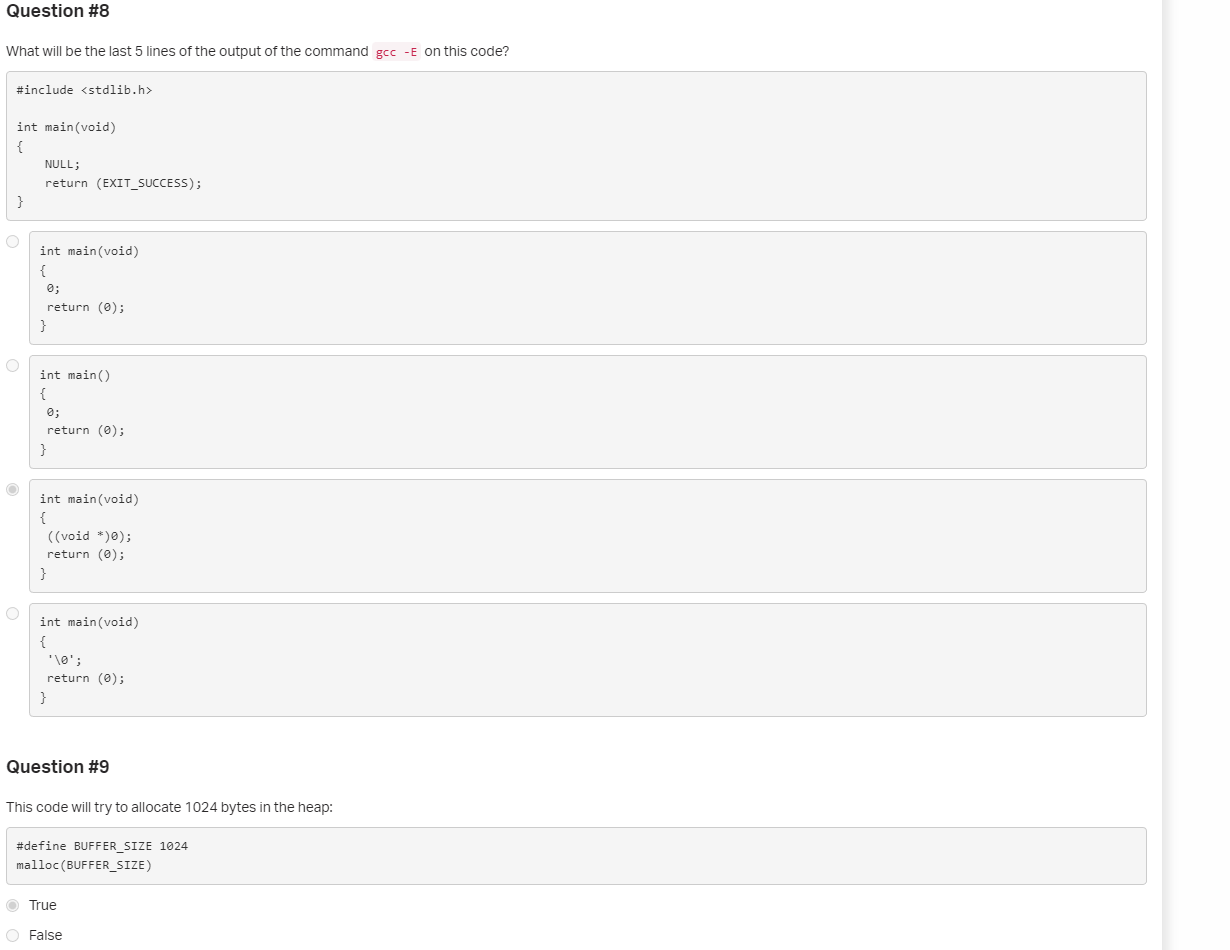 Question #8
What will be the last 5 lines of the output of the command gcc -E on this code?
#include <stdlib.h>
int main(void)
{
    NULL;
    return (EXIT_SUCCESS);
}
int main(void)
{
 0;
 return (0);
}
int main()
{
 0;
 return (0);
}
int main(void)
{
 ((void *)0);
 return (0);
}
int main(void)
{
 '\0';
 return (0);
}
Question #9
This code will try to allocate 1024 bytes in the heap:
#define BUFFER_SIZE 1024
malloc(BUFFER_SIZE)
True
False